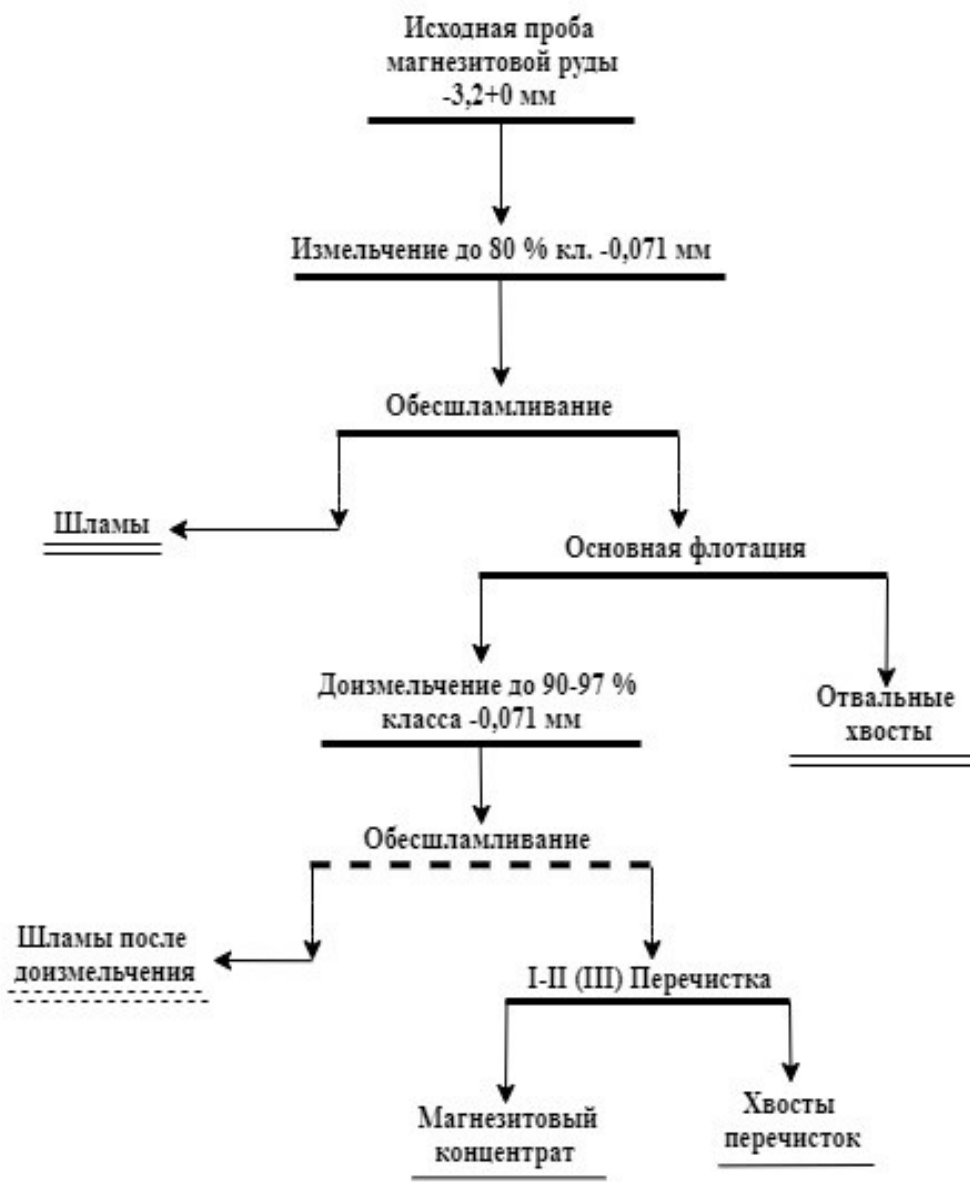 Исходная проба
магнезитовой руды
-3,2+0 мм
Измельчение до 80 % кл. -0,071 мм
Обесшламливание
Шламы
Основная флотация
Доизмельчение до 90-97 %
класса -0,071 мм
Отвальные
хвосты
Обесшламливание
Шламы после
доизмельчения
I-II (III) Перечистка
Магнезитовый
концентрат
Хвосты
перечисток